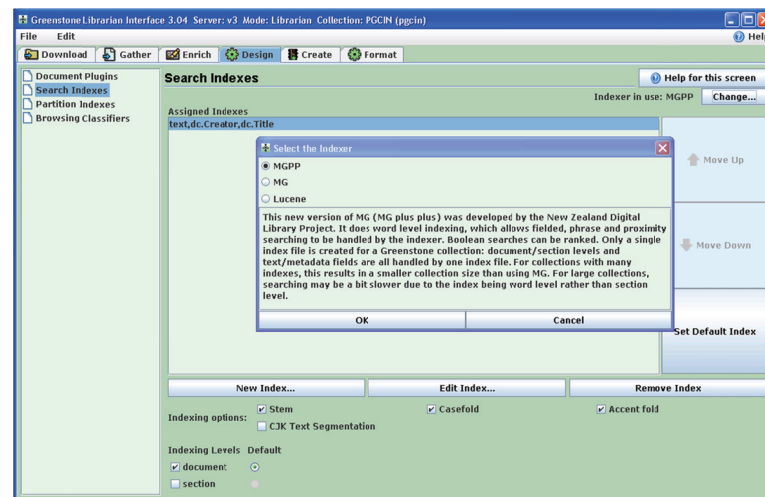 Greenstone Librarian Interface 3.04 Server: v3 Mode: Librarian Collection: PGCIN (pgcin)
File Edit Help
Download Gather Enrich Design Create Format
Document Plugins
Search Indexes
Partition Indexes
Browsing Classifiers
Search Indexes
Help for this screen
Indexer in use: MGPP Change...
Assigned Indexes
text,dc.Creator,dc.Title
Move Up
Move Down
Set Default Index
Select the Indexer
MGPP
MG
Lucene
This new version of MG (MG plus plus) was developed by the New Zealand Digital
Library Project. It does word level indexing, which allows fielded, phrase and proximity
searching to be handled by the indexer. Boolean searches can be ranked. Only a single
index file is created for a Greenstone collection: document/section levels and
text/metadata fields are all handled by one index file. For collections with many
indexes, this results in a smaller collection size than using MG. For large collections,
searching may be a bit slower due to the index being word level rather than section
level.
OK Cancel
New Index... Edit Index... Remove Index
Indexing options: Stem Casefold Accent fold
CJK Text Segmentation
Indexing Levels Default
document
section